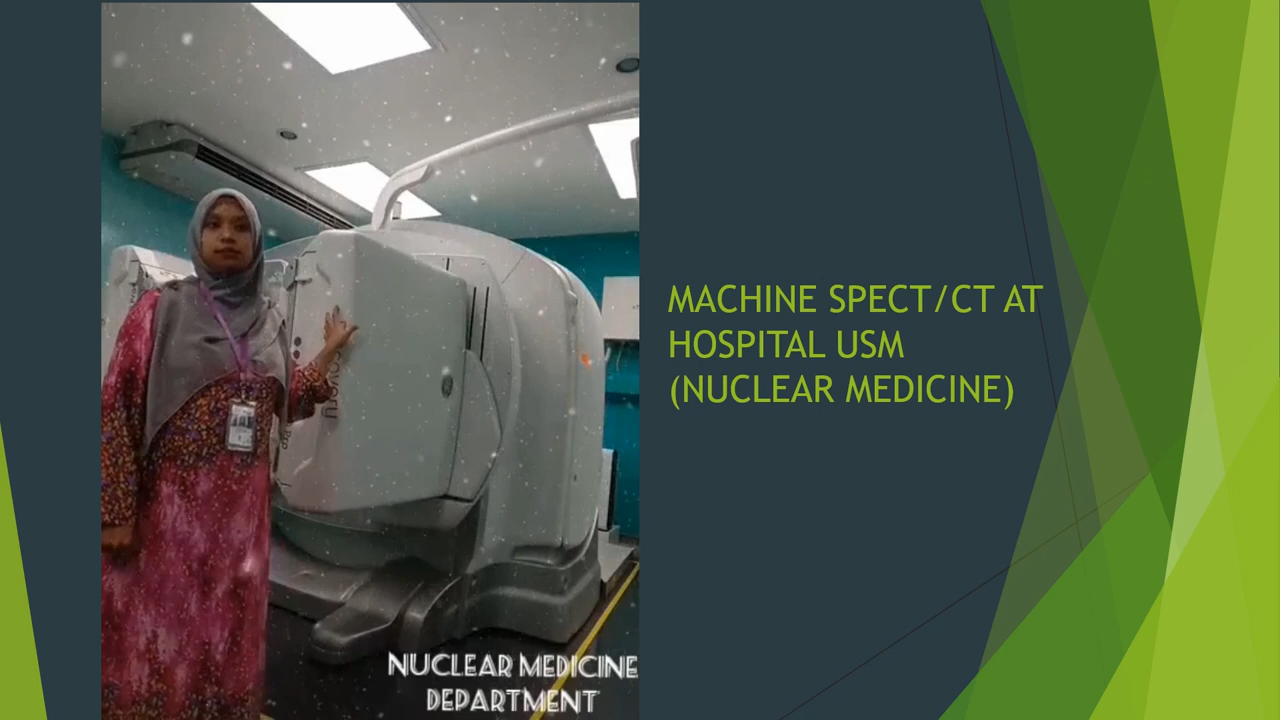 MACHINE SPECT/CT AT
HOSPITAL USM
(NUCLEAR MEDICINE)
NUCLEAR MEDICINE
DEPARTMENT